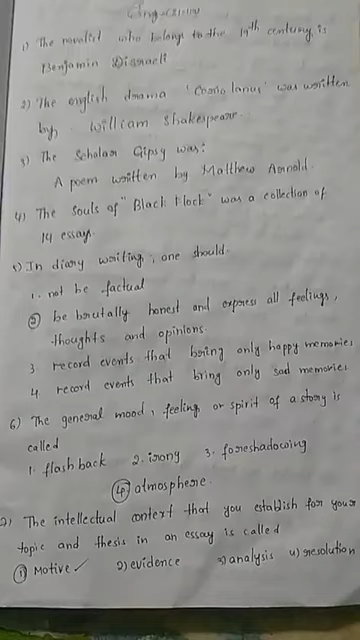 1) The novelist who belongs to the 19th century is
Benjamin Disraeli
2) The english drama 'Coriolanus' was written
by William Shakespeare.
3) The Scholar Gipsy was:
A poem written by Matthew Arnold.
4) The Souls of "Black Flock" was a collection of
14 essay.
5) In diary writing, one should
1. not be factual
② be brutally honest and express all feelings,
thoughts and opinions.
3 record events that bring only happy memories
4 record events that bring only sad memories
6) The general mood, feeling or spirit of a story is
called
1. flash back 2. irony 3. foreshadowing
④ atmosphere.
7) The intellectual context that you establish for your
topic and thesis in an essay is called
① Motive ✓ 2) evidence 3) analysis 4) resolution